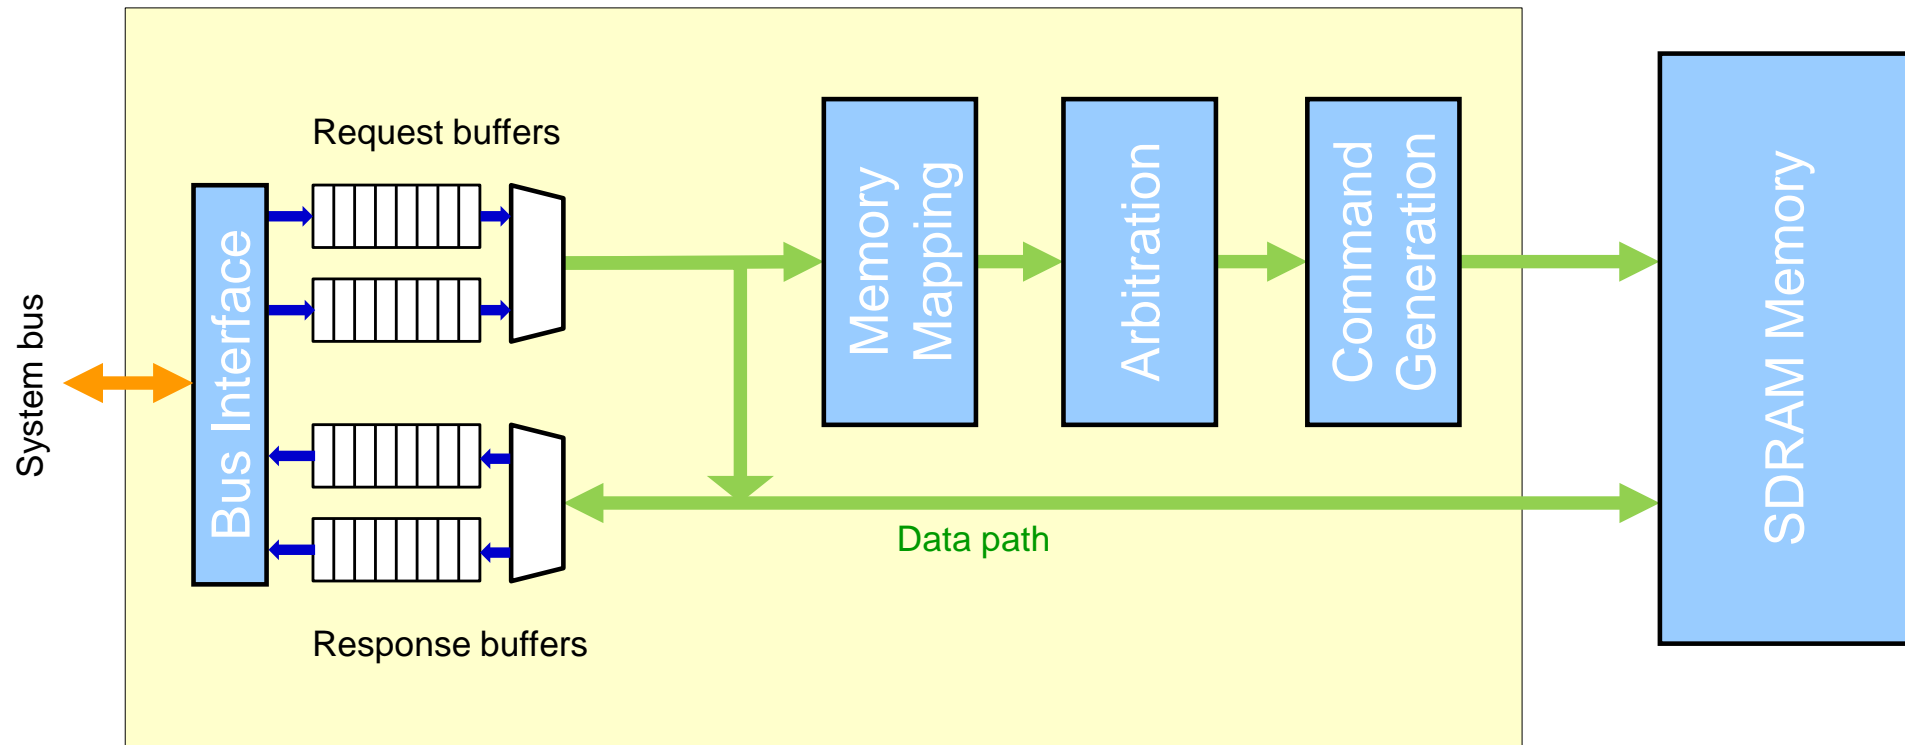 System bus
Bus Interface
Request buffers
Response buffers
Memory
Mapping
Arbitration
Command
Generation
Data path
SDRAM Memory